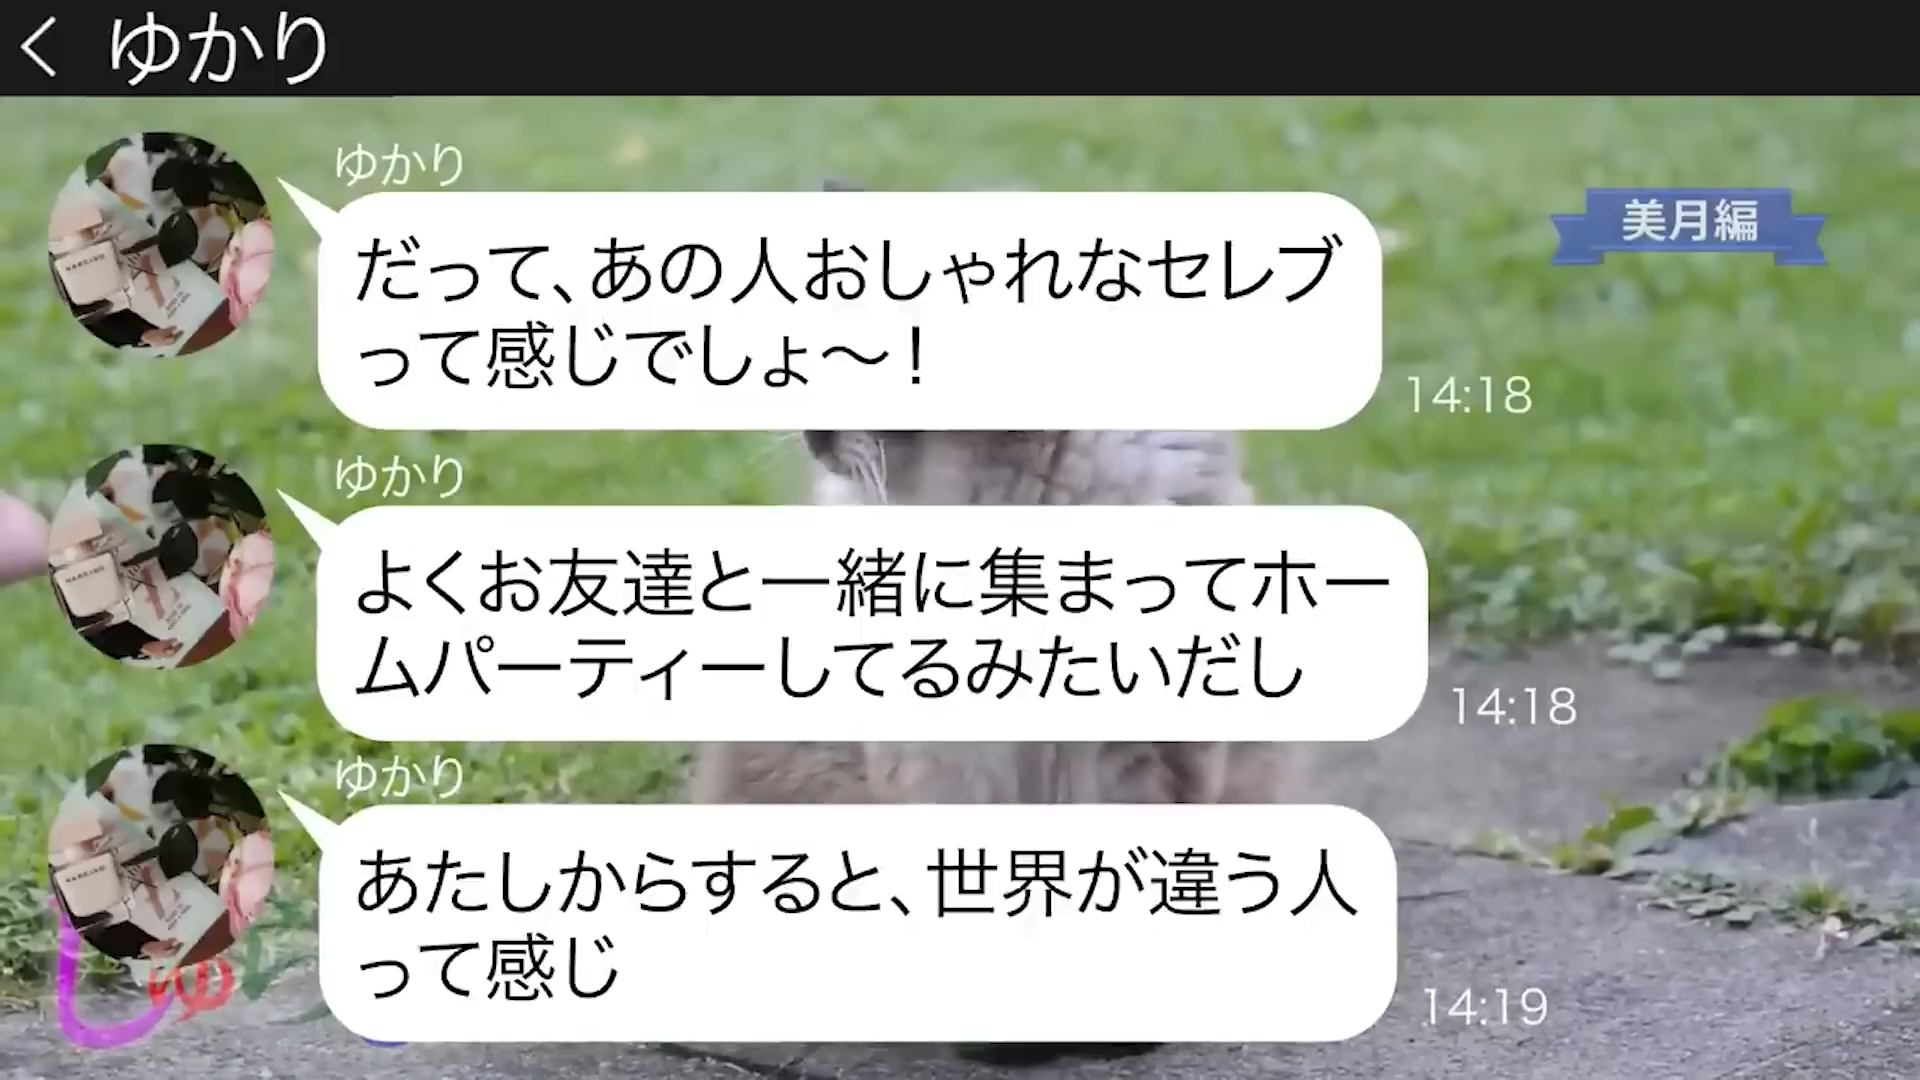 ゆかり
ゆかり
美月編
だって、あの人おしゃれなセレブ
って感じでしょ～！
14:18
ゆかり
よくお友達と一緒に集まってホー
ムパーティーしてるみたいだし
14:18
ゆかり
あたしからすると、世界が違う人
って感じ
14:19